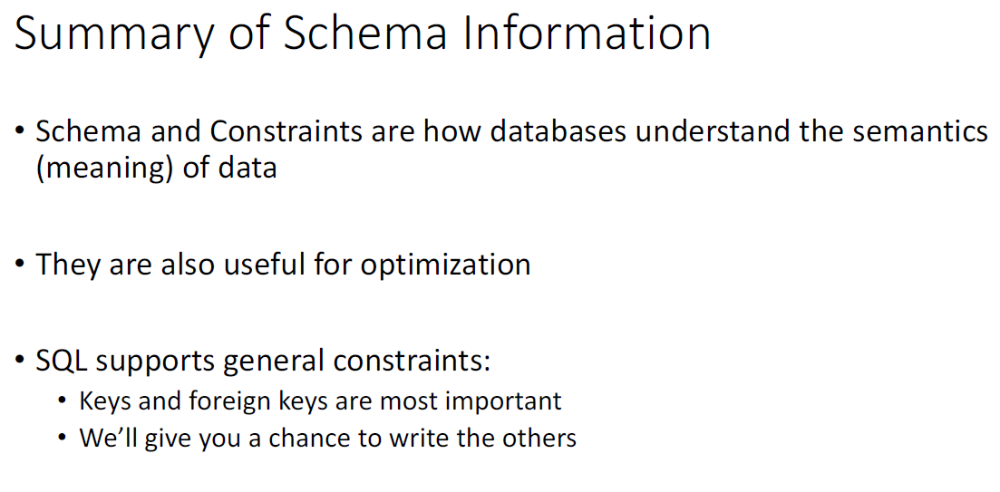 Summary of Schema Information
• Schema and Constraints are how databases understand the semantics
(meaning) of data
• They are also useful for optimization
• SQL supports general constraints:
• Keys and foreign keys are most important
• We’ll give you a chance to write the others